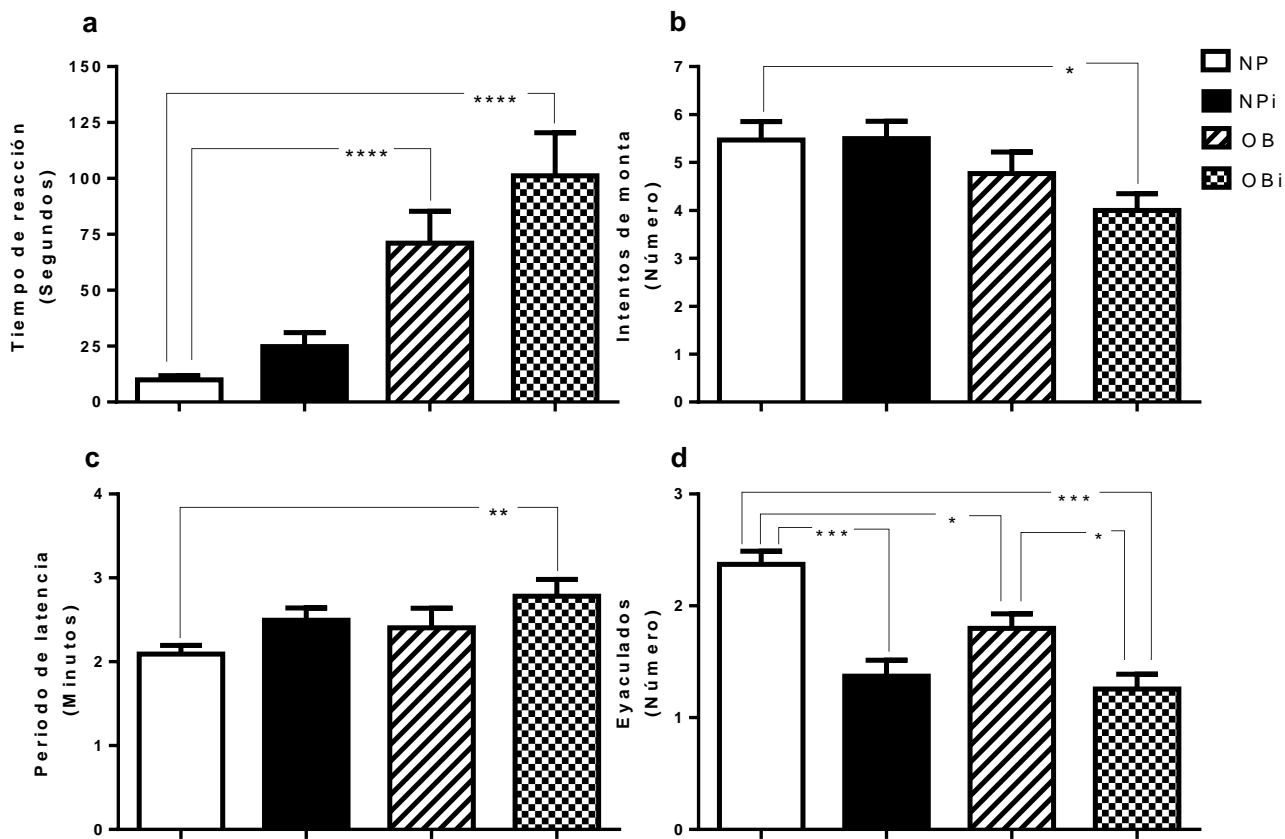 a
Tiempo de reacción
(Segundos)
150
125
100
75
50
25
0
****
****
b
Intentos de monta
(Número)
7
6
5
4
3
2
1
0
*
NP
NPi
OB
OBi
c
Periodo de latencia
(Minutos)
4
3
2
1
0
**
d
Eyaculados
(Número)
3
2
1
0
***
*
***
*